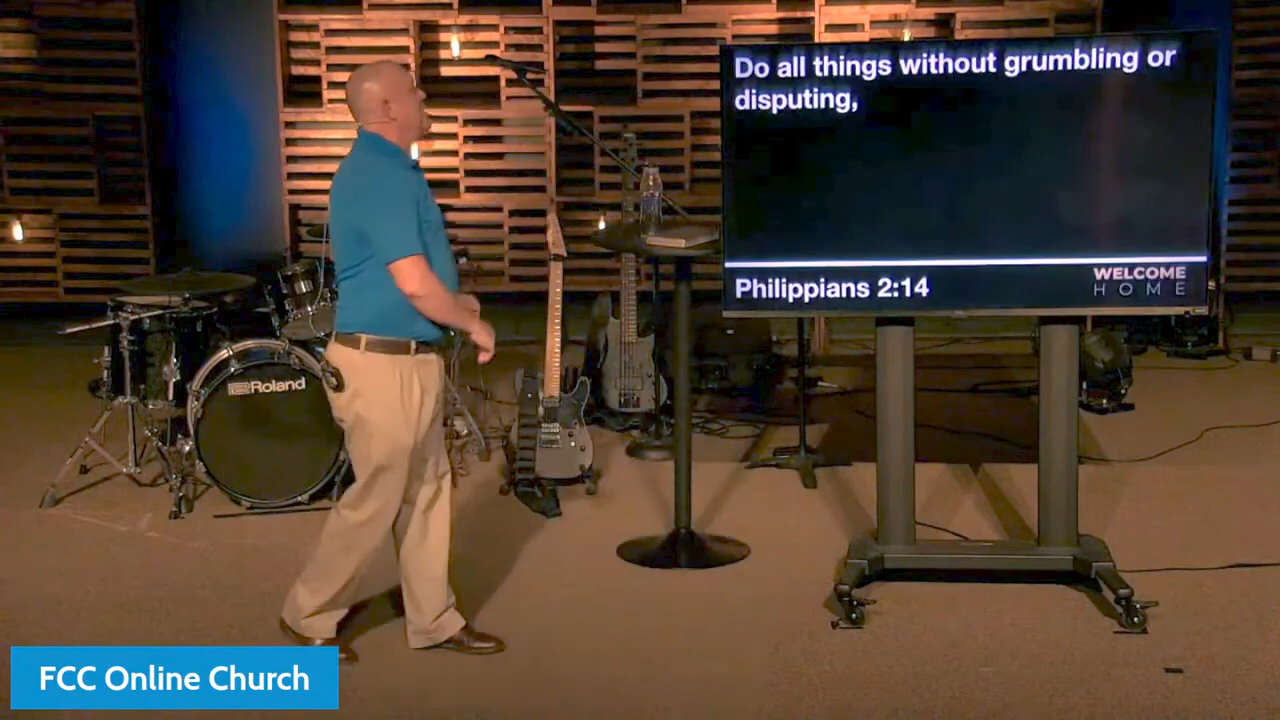 Do all things without grumbling or
disputing,
Philippians 2:14
WELCOME
HOME
Roland
FCC Online Church